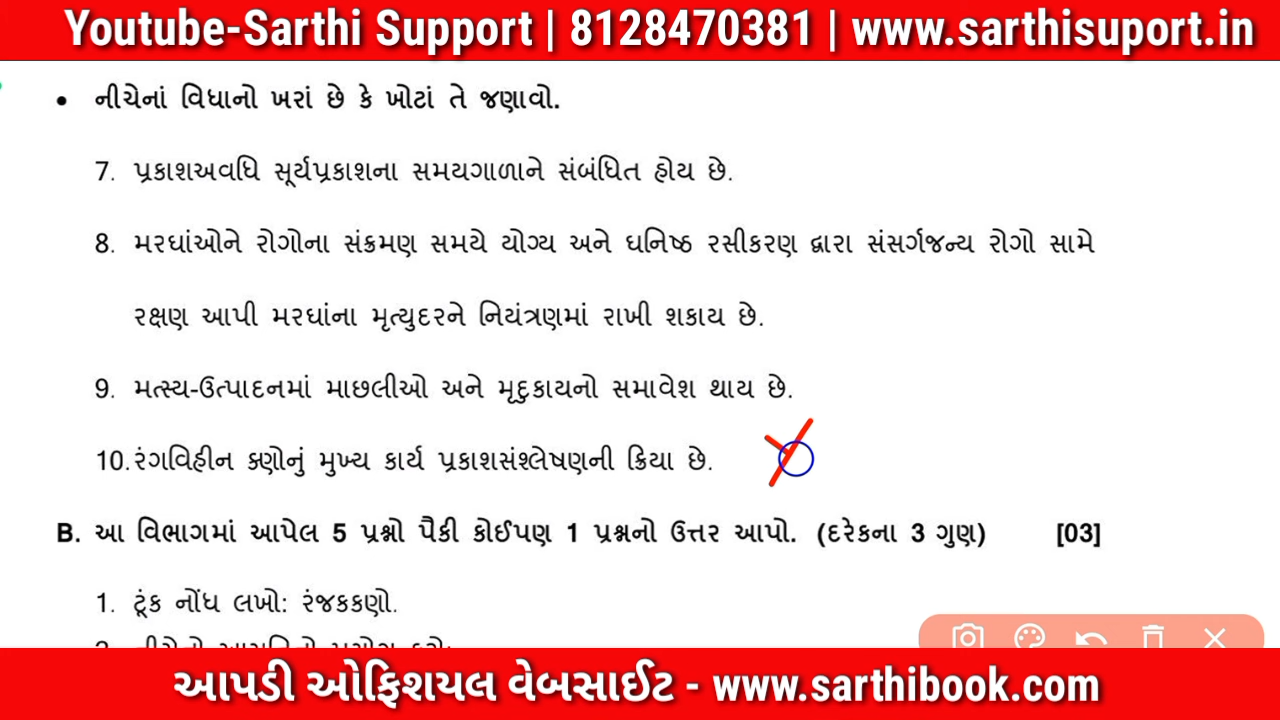 Youtube-Sarthi Support | 8128470381 | www.sarthisuport.in
• નીચેનાં વિધાનો ખરાં છે કે ખોટાં તે જણાવો.
7. પ્રકાશઅવધિ સૂર્યપ્રકાશના સમયગાળાને સંબંધિત હોય છે.
8. મરઘાંઓને રોગોના સંક્રમણ સમયે યોગ્ય અને ઘનિષ્ઠ રસીકરણ દ્વારા સંસર્ગજન્ય રોગો સામે
રક્ષણ આપી મરઘાંના મૃત્યુદરને નિયંત્રણમાં રાખી શકાય છે.
9. મત્સ્ય-ઉત્પાદનમાં માછલીઓ અને મૃદુકાયનો સમાવેશ થાય છે.
10. રંગવિહીન ક્ણોનું મુખ્ય કાર્ય પ્રકાશસંશ્લેષણની ક્રિયા છે.
B. આ વિભાગમાં આપેલ 5 પ્રશ્નો પૈકી કોઈપણ 1 પ્રશ્નનો ઉત્તર આપો. (દરેકના 3 ગુણ) [03]
1. ટૂંક નોંધ લખો: રંજકકણો.
આપડી ઓફિશયલ વેબસાઈટ - www.sarthibook.com